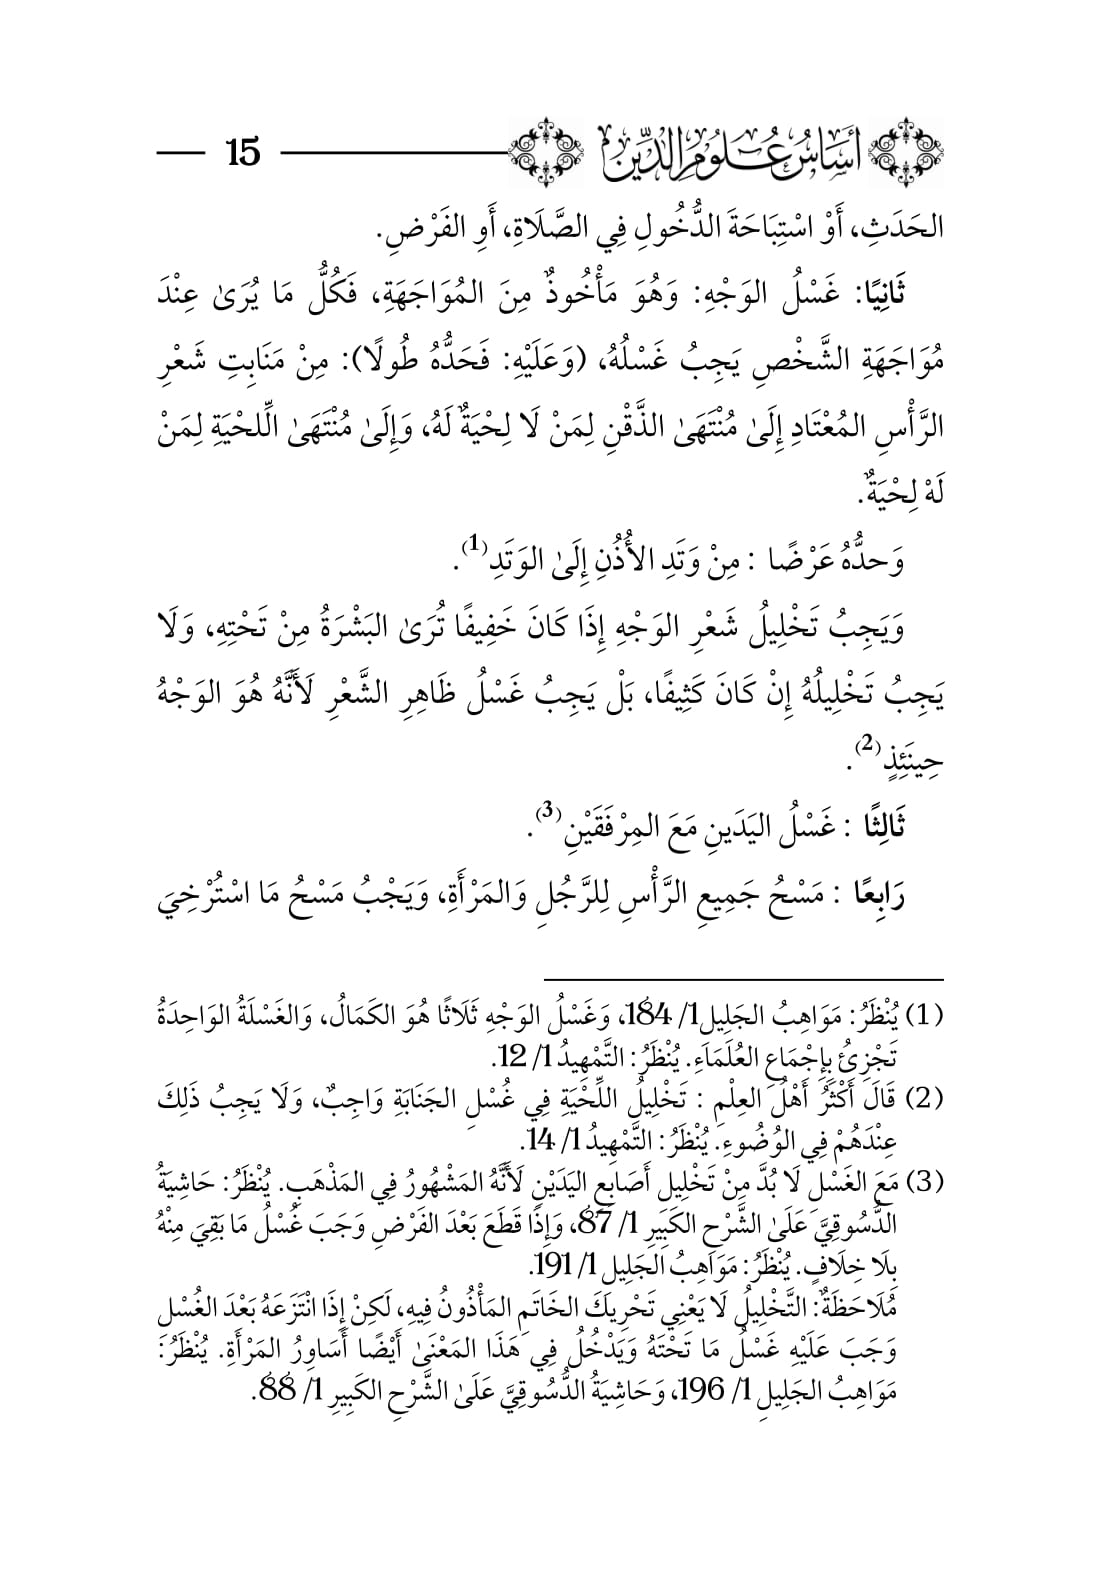 أَسَاسُ عُلُومِ الدِّينِ 15
الحَدَثِ، أَوْ اسْتِبَاحَةَ الدُّخُولِ فِي الصَّلَاةِ، أَوِ الفَرْضِ.
ثَانِيًا: غَسْلُ الوَجْهِ: وَهُوَ مَأْخُوذٌ مِنَ المُوَاجَهَةِ، فَكُلُّ مَا يُرَىٰ عِنْدَ
مُوَاجَهَةِ الشَّخْصِ يَجِبُ غَسْلُهُ، (وَعَلَيْهِ: فَحَدُّهُ طُولًا): مِنْ مَنَابِتِ شَعْرِ
الرَّأْسِ المُعْتَادِ إِلَىٰ مُنْتَهَىٰ الذَّقْنِ لِمَنْ لَا لِحْيَةٌ لَهُ، وَإِلَىٰ مُنْتَهَىٰ الِّلحْيَةِ لِمَنْ
لَهْ لِحْيَةٌ.
وَحدُّهُ عَرْضًا : مِنْ وَتَدِ الأُذُنِ إِلَىٰ الوَتَدِ(1).
وَيَجِبُ تَخْلِيلُ شَعْرِ الوَجْهِ إِذَا كَانَ خَفِيفًا تُرَىٰ البَشْرَةُ مِنْ تَحْتِهِ، وَلَا
يَجِبُ تَخْلِيلُهُ إِنْ كَانَ كَثِيفًا، بَلْ يَجِبُ غَسْلُ ظَاهِرِ الشَّعْرِ لَأَنَّهُ هُوَ الوَجْهُ
حِينَئِذٍ(2).
ثَالِثًا : غَسْلُ اليَدَينِ مَعَ المِرْفَقَيْنِ(3).
رَابِعًا : مَسْحُ جَمِيعِ الرَّأْسِ لِلرَّجُلِ وَالمَرْأَةِ، وَيَجْبُ مَسْحُ مَا اسْتُرْخِيَ
(1) يُنْظَرُ: مَوَاهِبُ الجَلِيل1/ 184، وَغَسْلُ الوَجْهِ ثَلَاثًا هُوَ الكَمَالُ، وَالغَسْلَةُ الوَاحِدَةُ
تَجْزِئُ بِإِجْمَاعِ العُلَمَاَءِ. يُنْظَرُ: التَّمْهِيدُ 1/ 12.
(2) قَالَ أَكْثَرُ أَهْلُ العِلْمِ : تَخْلِيلُ اللِّحْيَةِ فِي غُسْلِ الجَنَابَةِ وَاجِبٌ، وَلَا يَجِبُ ذَلِكَ
عِنْدَهُمْ فِي الوُضُوءِ. يُنْظَرُ: التَّمْهِيدُ 1/ 14.
(3) مَعَ الغَسْلِ لَا بُدَّ مِنْ تَخْلِيلِ أَصَابِعِ اليَدَيْنِ لَأَنَّهُ المَشْهُورُ فِي المَذْهَبِ. يُنْظَرُ: حَاشِيَةُ
الدُّسُوقِيَّ عَلَىٰ الشَّرْحِ الكَبِيَرِ 1/ 87، وَإِذَا قَطَعَ بَعْدَ الفَرْضِ وَجَبَ غُسْلُ مَا بَقِيَ مِنْهُ
بِلَا خِلَافٍ. يُنْظَرُ: مَوَاهِبُ الجَلِيل 1/ 191.
مُلَاحَظَةٌ: التَّخْلِيلُ لَا يَعْنِي تَحْرِيكَ الخَاتَمِ المَأْذُونُ فِيهِ، لَكِنْ إِذَا انْتَزَعَهُ بَعْدَ الغُسْل
وَجَبَ عَلَيْهِ غَسْلُ مَا تَحْتَهُ وَيَدْخُلُ فِي هَذَا المَعْنَىٰ أَيْضًا أَسَاوِرُ المَرْأَةِ. يُنْظَرُ:
مَوَاهِبُ الجَلِيلِ 1/ 196، وَحَاشِيَةُ الدُّسُوقِيَّ عَلَىٰ الشَّرْحِ الكَبِيرِ 1/ 88.